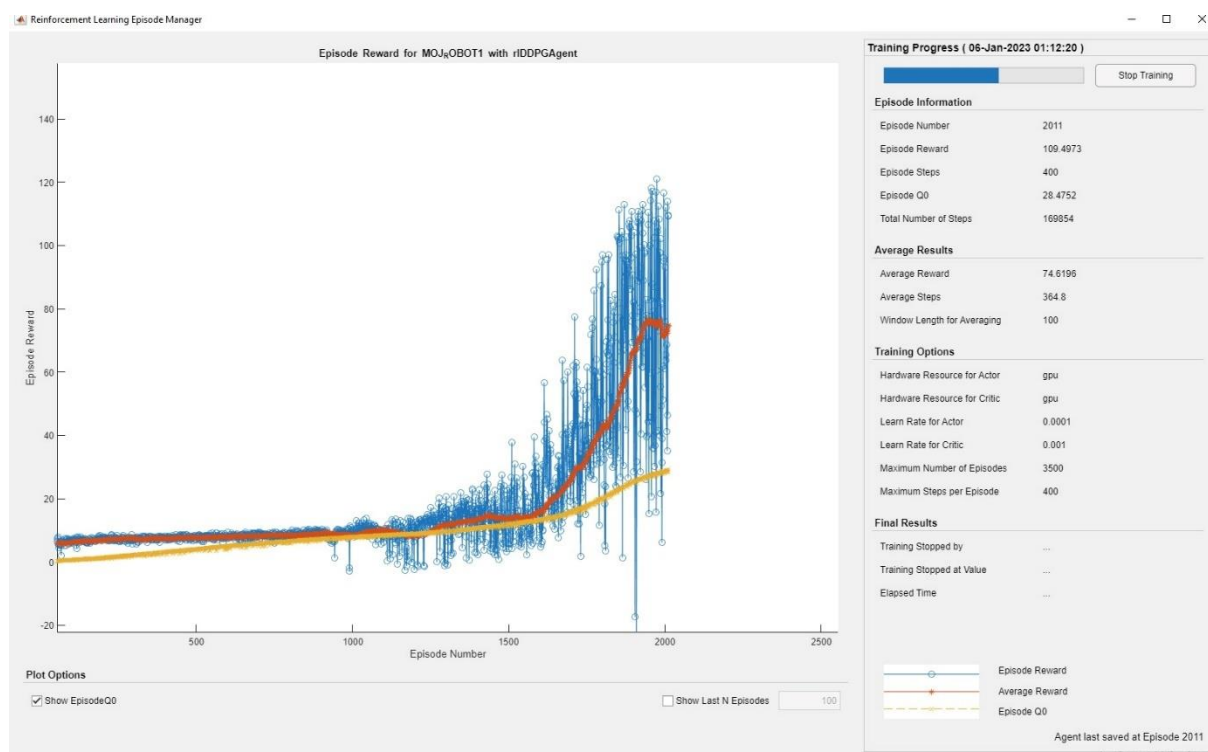 Reinforcement Learning Episode Manager
Episode Reward for MOJROBOT1 with rlDDPGAgent
140
120
100
80
60
40
20
0
-20
Episode Reward
500 1000 1500 2000 2500
Episode Number
Plot Options
Show EpisodeQ0
Show Last N Episodes 100
Training Progress ( 06-Jan-2023 01:12:20 )
Stop Training
Episode Information
Episode Number 2011
Episode Reward 109.4973
Episode Steps 400
Episode Q0 28.4752
Total Number of Steps 169854
Average Results
Average Reward 74.6196
Average Steps 364.8
Window Length for Averaging 100
Training Options
Hardware Resource for Actor gpu
Hardware Resource for Critic gpu
Learn Rate for Actor 0.0001
Learn Rate for Critic 0.001
Maximum Number of Episodes 3500
Maximum Steps per Episode 400
Final Results
Training Stopped by ...
Training Stopped at Value ...
Elapsed Time ...
Episode Reward
Average Reward
Episode Q0
Agent last saved at Episode 2011